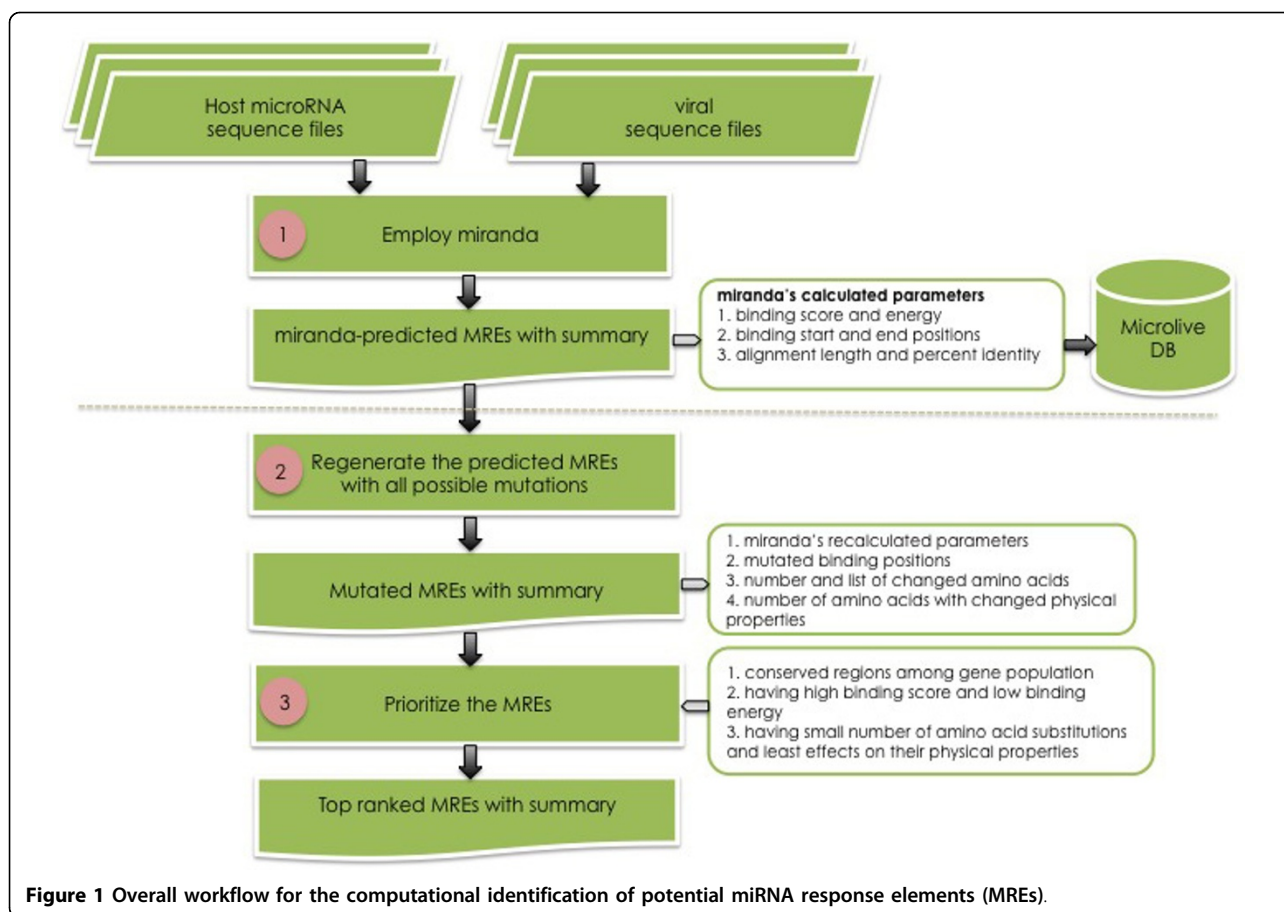 Host microRNA
sequence files
viral
sequence files
1
Employ miranda
miranda-predicted MREs with summary
miranda's calculated parameters
1. binding score and energy
2. binding start and end positions
3. alignment length and percent identity
Microlive
DB
2
Regenerate the predicted MREs
with all possible mutations
Mutated MREs with summary
1. miranda's recalculated parameters
2. mutated binding positions
3. number and list of changed amino acids
4. number of amino acids with changed physical
properties
3
Prioritize the MREs
1. conserved regions among gene population
2. having high binding score and low binding
energy
3. having small number of amino acid substitutions
and least effects on their physical properties
Top ranked MREs with summary
Figure 1 Overall workflow for the computational identification of potential miRNA response elements (MREs).